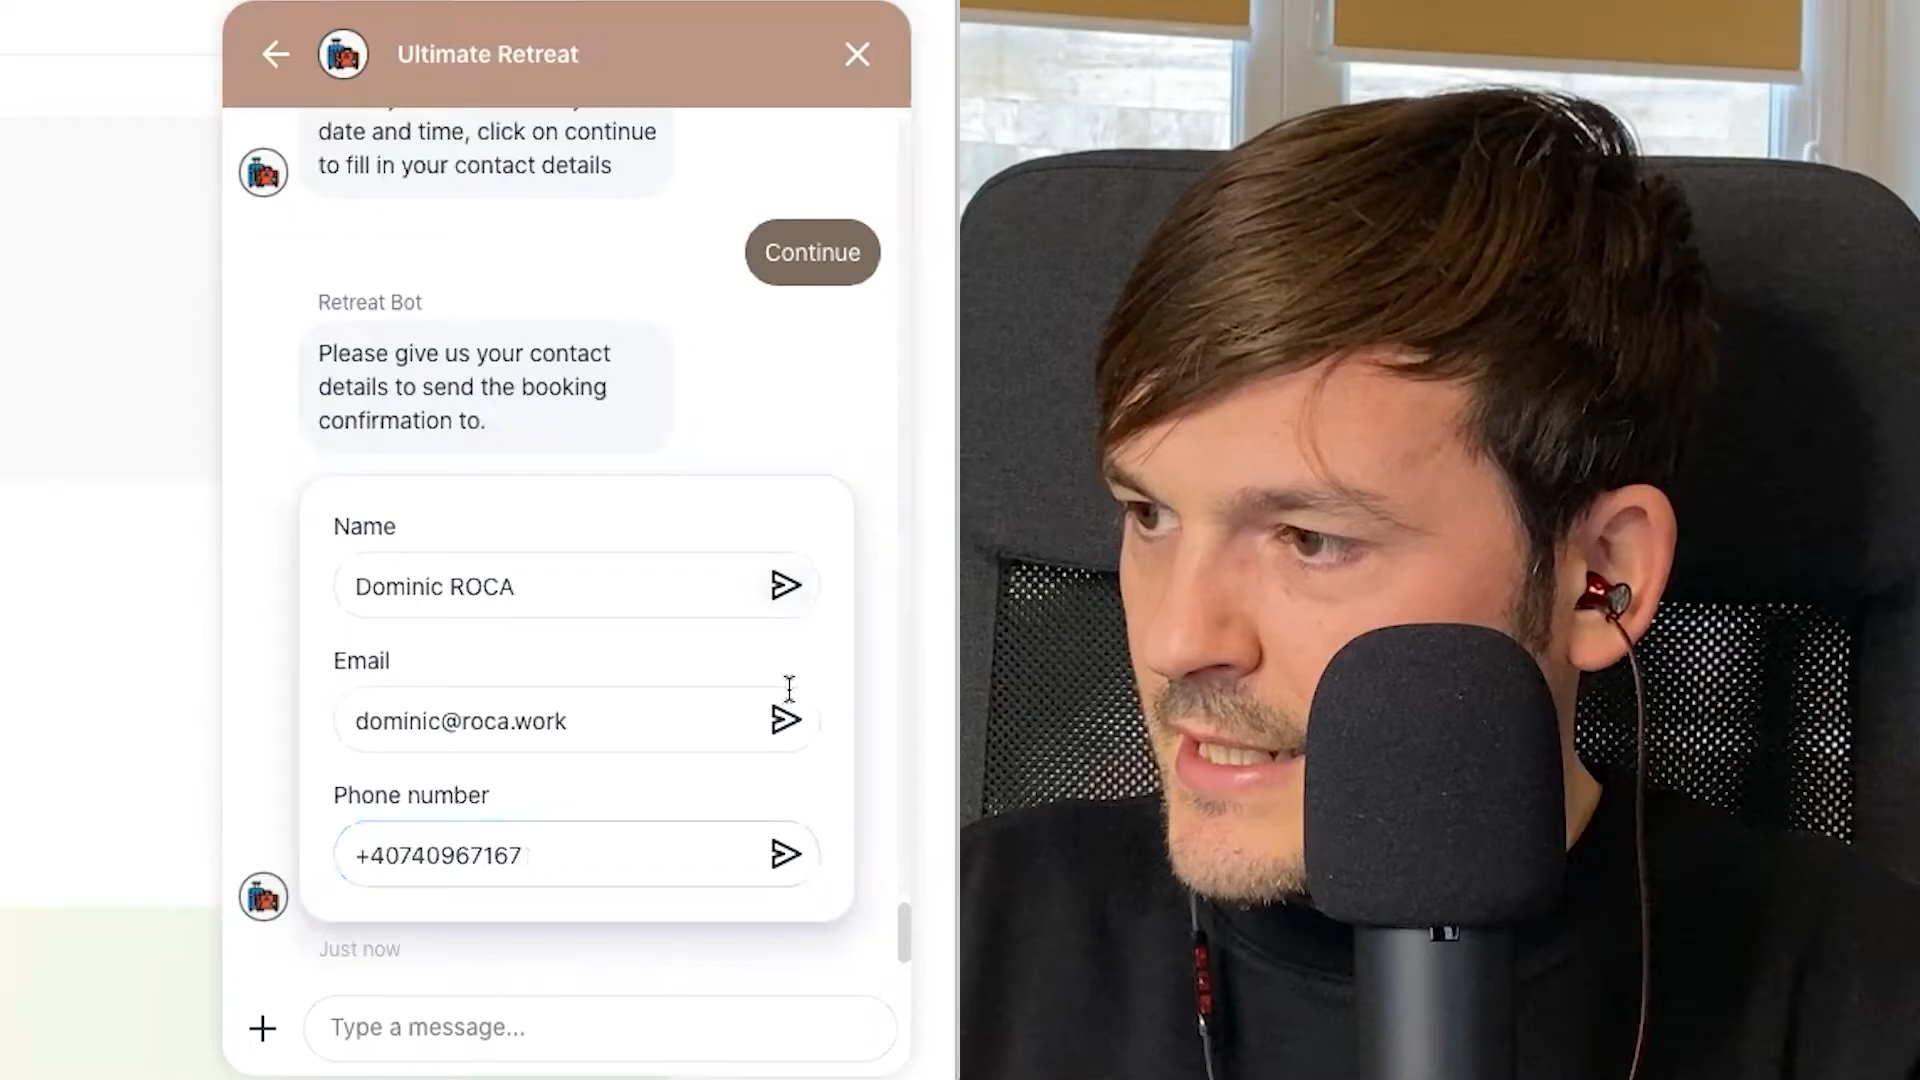 Ultimate Retreat
date and time, click on continue
to fill in your contact details
Continue
Retreat Bot
Please give us your contact
details to send the booking
confirmation to.
Name
Dominic ROCA
Email
dominic@roca.work
Phone number
+40740967167
Just now
Type a message...